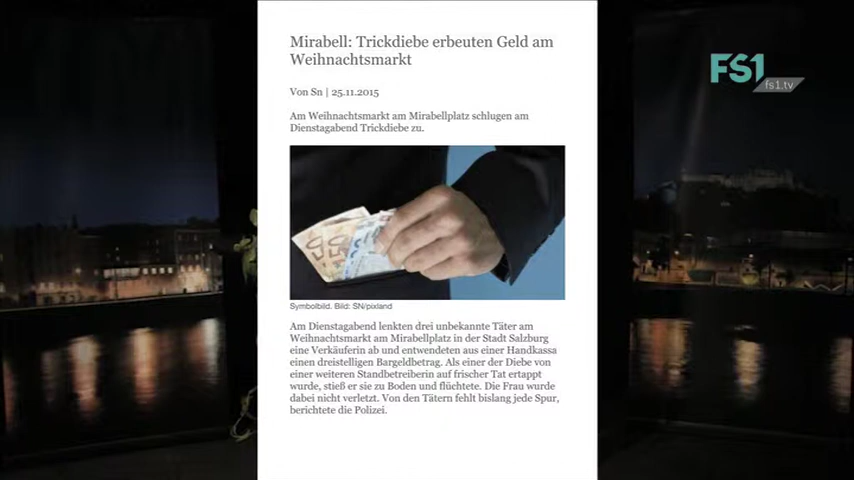 Mirabell: Trickdiebe erbeuten Geld am
Weihnachtsmarkt
Von Sn | 25.11.2015
Am Weihnachtsmarkt am Mirabellplatz schlugen am
Dienstagabend Trickdiebe zu.
50
Symbolbild. Bild: SN/pixland
Am Dienstagabend lenkten drei unbekannte Täter am
Weihnachtsmarkt am Mirabellplatz in der Stadt Salzburg
eine Verkäuferin ab und entwendeten aus einer Handkassa
einen dreistelligen Bargeldbetrag. Als einer der Diebe von
einer weiteren Standbetreiberin auf frischer Tat ertappt
wurde, stieß er sie zu Boden und flüchtete. Die Frau wurde
dabei nicht verletzt. Von den Tätern fehlt bislang jede Spur,
berichtete die Polizei.
FS1
fs1.tv